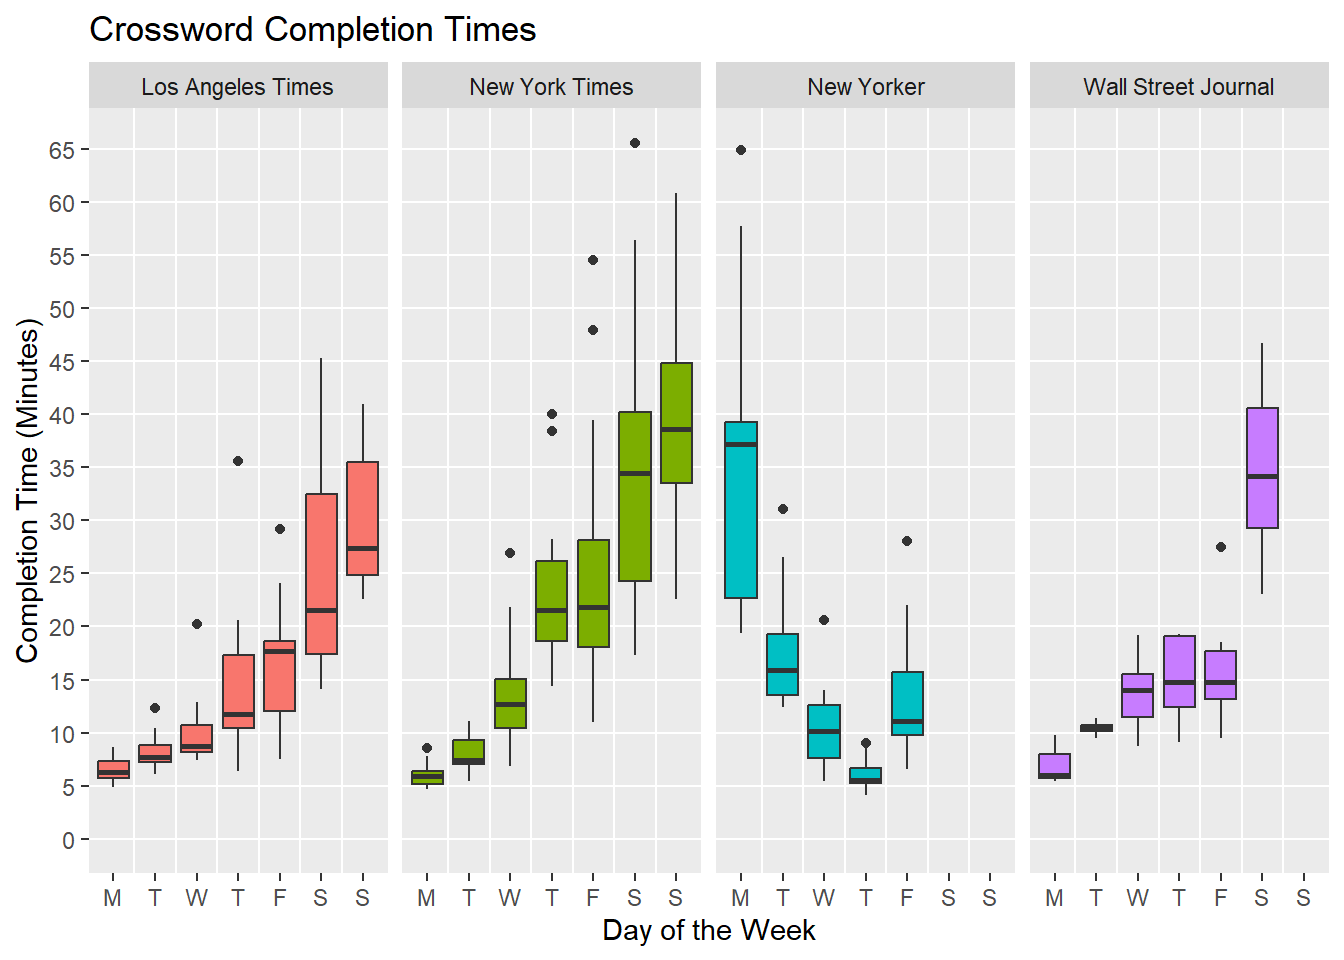 Crossword Completion Times
Los Angeles Times
New York Times
New Yorker
Wall Street Journal
Completion Time (Minutes)
65
60
55
50
45
40
35
30
25
20
15
10
5
0
M T W T F S S
M T W T F S S
M T W T F S S
M T W T F S S
Day of the Week